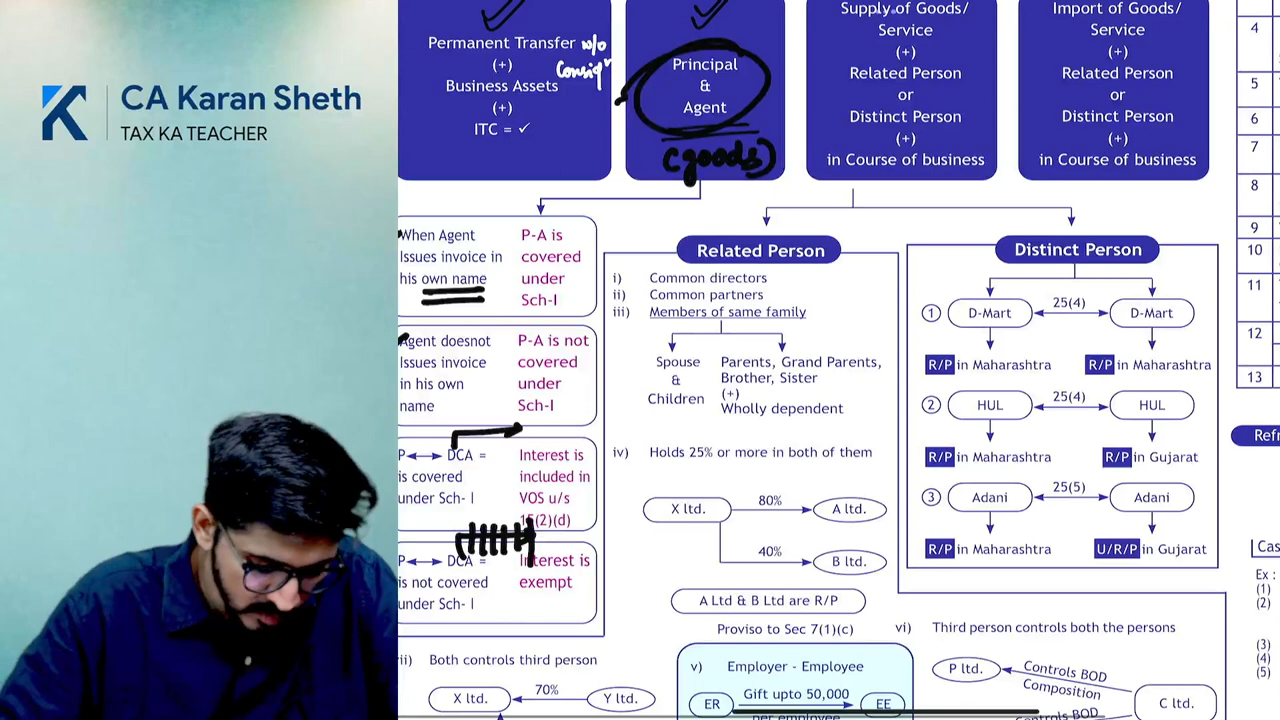 CA Karan Sheth
TAX KA TEACHER
Permanent Transfer w/o
Consiqn
(+)
Business Assets
(+)
ITC = ✓
Principal
&
Agent
(goods)
Supply of Goods/
Service
(+)
Related Person
or
Distinct Person
(+)
in Course of business
Import of Goods/
Service
(+)
Related Person
or
Distinct Person
(+)
in Course of business
When Agent
Issues invoice in
his own name
P-A is
covered
under
Sch-I
Agent doesnot
Issues invoice
in his own
name
P-A is not
covered
under
Sch-I
P DCA =
is covered
under Sch- I
Interest is
included in
VOS u/s
15(2)(d)
P DCA =
is not covered
under Sch- I
Interest is
exempt
Related Person
i) Common directors
ii) Common partners
iii) Members of same family
Spouse
&
Children
Parents, Grand Parents,
Brother, Sister
(+)
Wholly dependent
iv) Holds 25% or more in both of them
X ltd. 80% A ltd.
40% B ltd.
A Ltd & B Ltd are R/P
Proviso to Sec 7(1)(c)
v) Employer - Employee
ER Gift upto 50,000 EE
per employee
Both controls third person
X ltd. 70% Y ltd.
vi) Third person controls both the persons
P ltd. Controls BOD
Composition
C ltd.
Controls BOD
Distinct Person
1 D-Mart 25(4) D-Mart
R/P in Maharashtra R/P in Maharashtra
2 HUL 25(4) HUL
R/P in Maharashtra R/P in Gujarat
3 Adani 25(5) Adani
R/P in Maharashtra U/R/P in Gujarat
4
5
6
7
8
9
10
11
12
13
Ex :
(1)
(2)
(3)
(4)
(5)